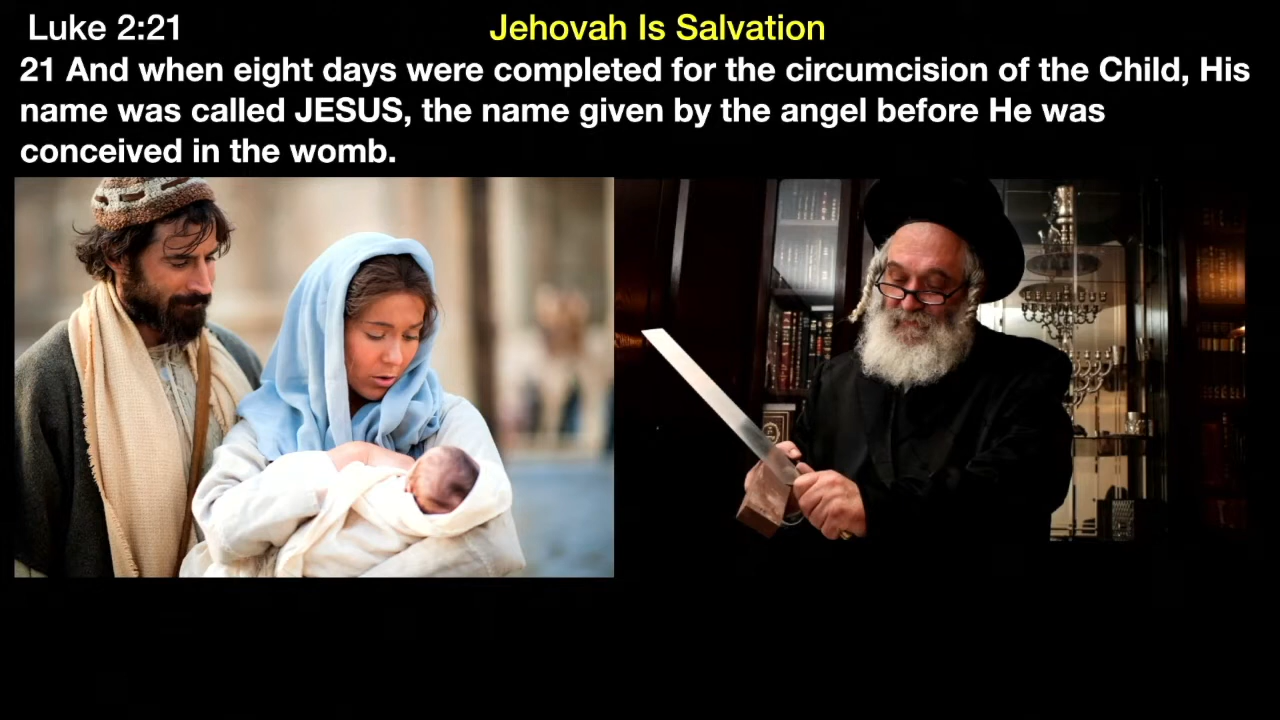 Luke 2:21
Jehovah Is Salvation
21 And when eight days were completed for the circumcision of the Child, His
name was called JESUS, the name given by the angel before He was
conceived in the womb.